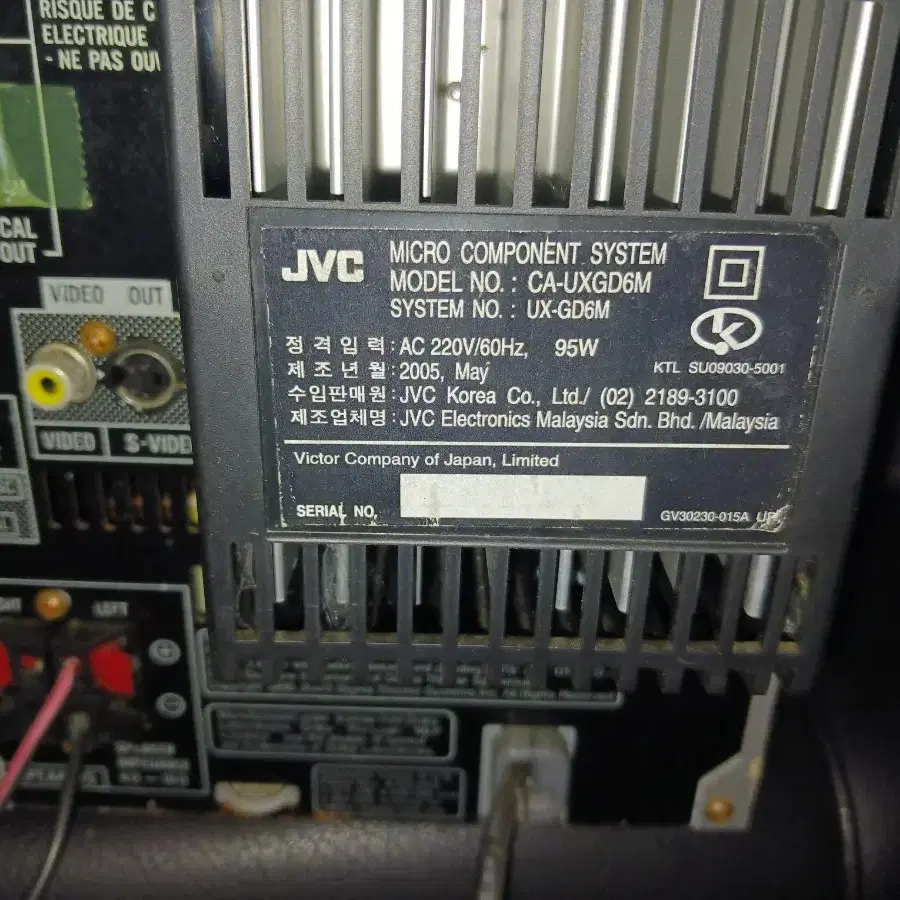 RISQUE DE C
ELECTRIQUE
- NE PAS OU
CAL
OUT
VIDEO OUT
VIDEO
S-VIDE
JVC
MICRO COMPONENT SYSTEM
MODEL NO. : CA-UXGD6M
SYSTEM NO. : UX-GD6M
정격입력 : AC 220V/60Hz, 95W
제조년월 : 2005, May
수입판매원 : JVC Korea Co., Ltd./ (02) 2189-3100
제조업체명 : JVC Electronics Malaysia Sdn. Bhd. /Malaysia
KTL SU09030-5001
Victor Company of Japan, Limited
SERIAL NO.
GV30230-015A
LEFT